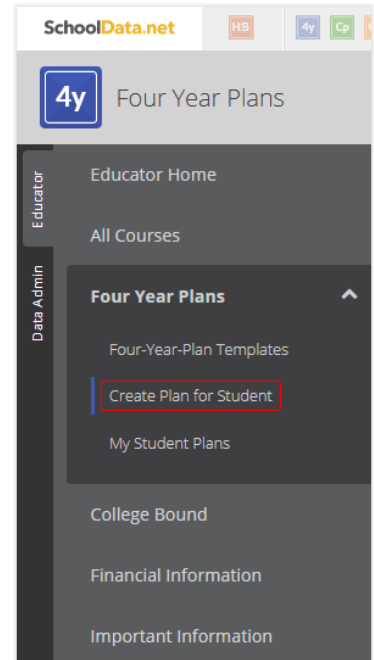 SchoolData.net
HS
4y
Cp
4y
Four Year Plans
Educator
Data Admin
Educator Home
All Courses
Four Year Plans
Four-Year-Plan Templates
Create Plan for Student
My Student Plans
College Bound
Financial Information
Important Information